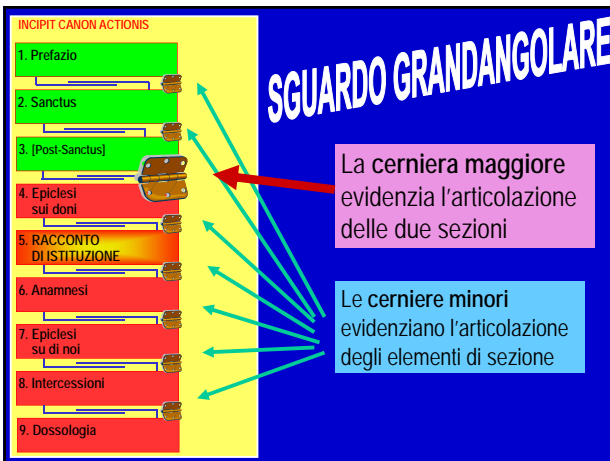 INCIPIT CANON ACTIONIS
1. Prefazio
2. Sanctus
3. [Post-Sanctus]
4. Epiclesi
sui doni
5. RACCONTO
DI ISTITUZIONE
6. Anamnesi
7. Epiclesi
su di noi
8. Intercessioni
9. Dossologia
SGUARDO GRANDANGOLARE
La cerniera maggiore
evidenzia l'articolazione
delle due sezioni
Le cerniere minori
evidenziano l'articolazione
degli elementi di sezione